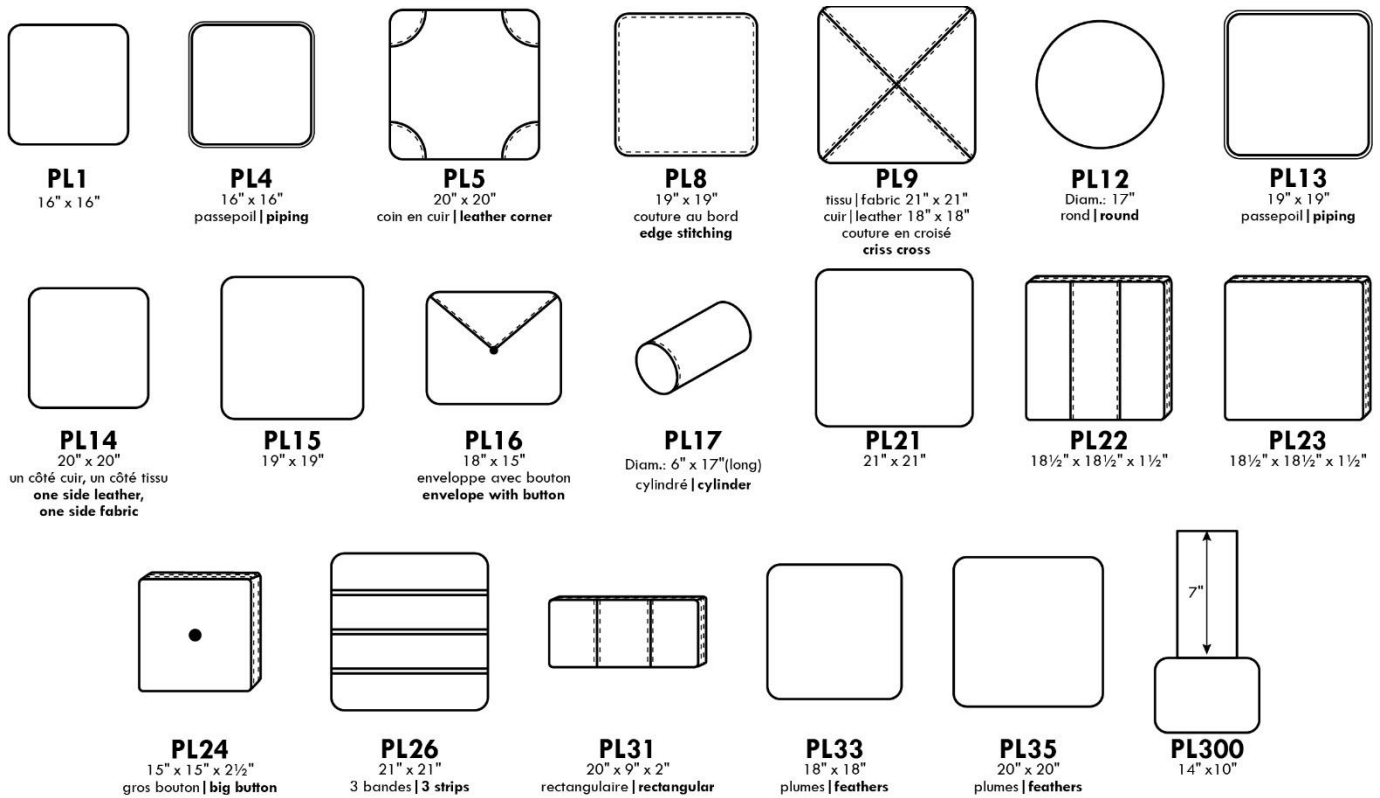 PL1
16" x 16"
PL4
16" x 16"
passepoil | piping
PL5
20" x 20"
coin en cuir | leather corner
PL8
19" x 19"
couture au bord
edge stitching
PL9
tissu | fabric 21" x 21"
cuir | leather 18" x 18"
couture en croisé
criss cross
PL12
Diam.: 17"
rond | round
PL13
19" x 19"
passepoil | piping
PL14
20" x 20"
un côté cuir, un côté tissu
one side leather,
one side fabric
PL15
19" x 19"
PL16
18" x 15"
enveloppe avec bouton
envelope with button
PL17
Diam.: 6" x 17"(long)
cylindré | cylinder
PL21
21" x 21"
PL22
18½" x 18½" x 1½"
PL23
18½" x 18½" x 1½"
PL24
15" x 15" x 2½"
gros bouton | big button
PL26
21" x 21"
3 bandes | 3 strips
PL31
20" x 9" x 2"
rectangulaire | rectangular
PL33
18" x 18"
plumes | feathers
PL35
20" x 20"
plumes | feathers
7"
PL300
14" x10"